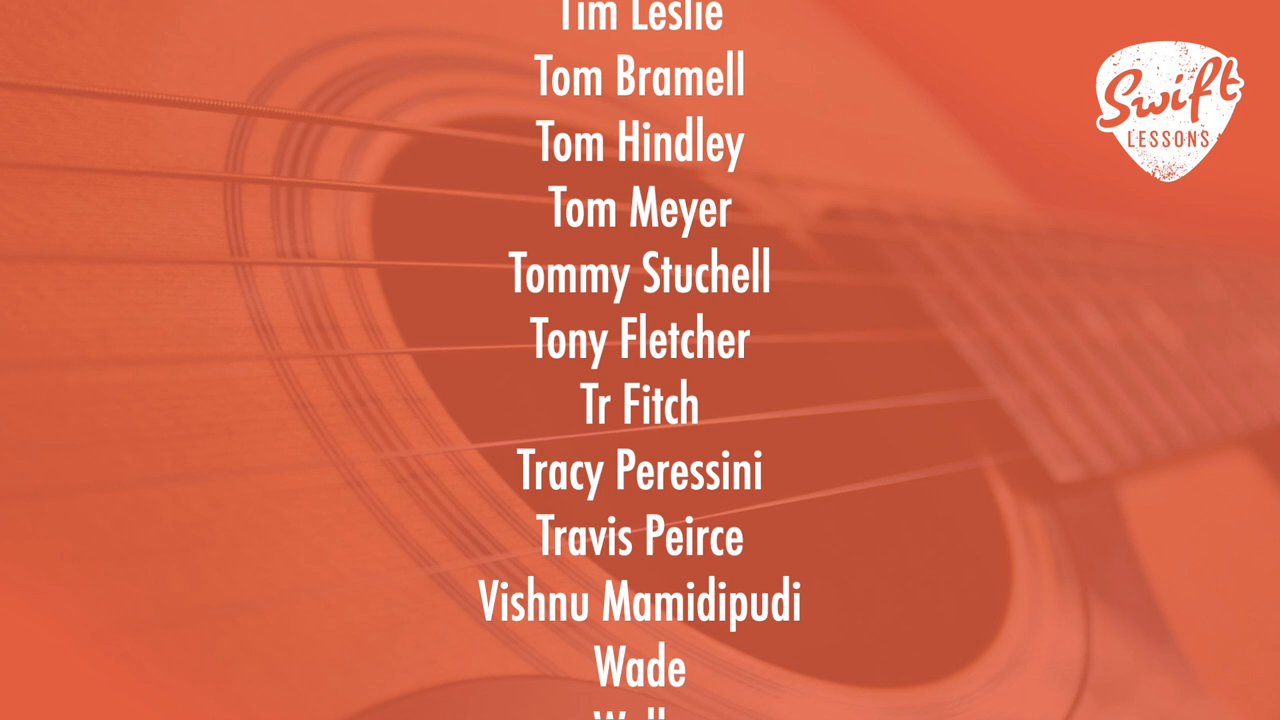 Tim Leslie
Tom Bramell
Tom Hindley
Tom Meyer
Tommy Stuchell
Tony Fletcher
Tr Fitch
Tracy Peressini
Travis Peirce
Vishnu Mamidipudi
Wade
Swift
LESSONS